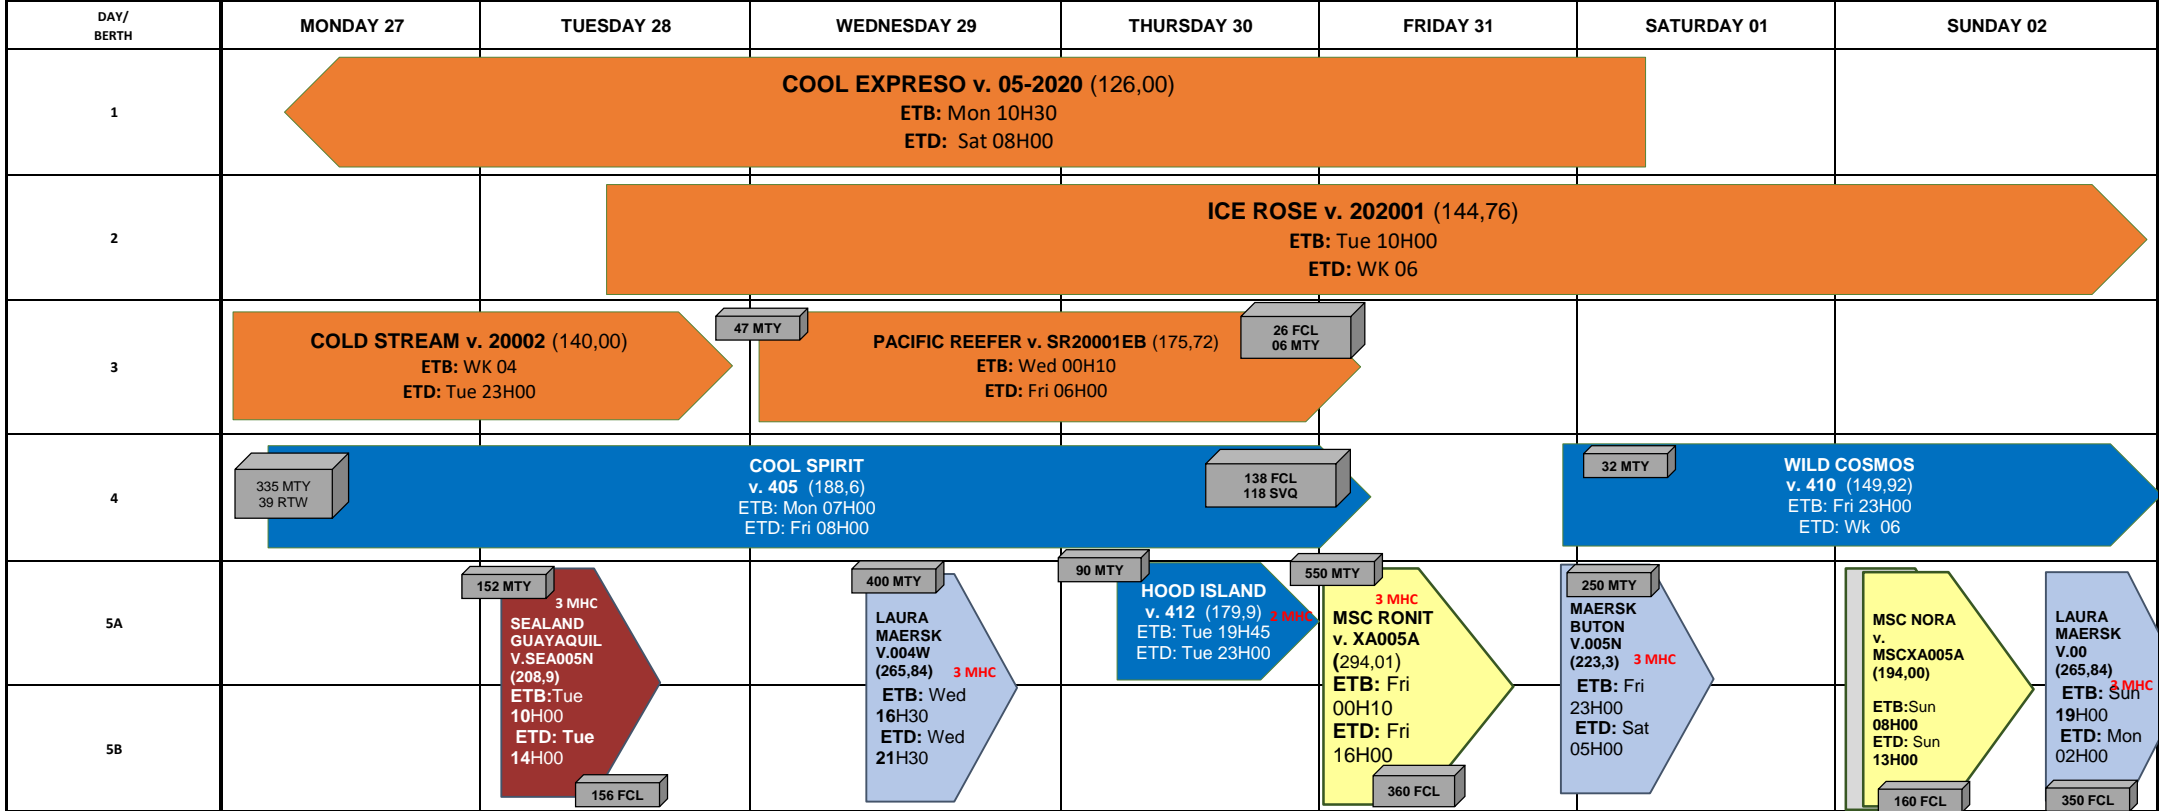 DAY/
BERTH
MONDAY 27
TUESDAY 28
WEDNESDAY 29
THURSDAY 30
FRIDAY 31
SATURDAY 01
SUNDAY 02
1
COOL EXPRESO v. 05-2020 (126,00)
ETB: Mon 10H30
ETD: Sat 08H00
2
ICE ROSE v. 202001 (144,76)
ETB: Tue 10H00
ETD: WK 06
3
COLD STREAM v. 20002 (140,00)
ETB: WK 04
ETD: Tue 23H00
47 MTY
PACIFIC REEFER v. SR20001EB (175,72)
ETB: Wed 00H10
ETD: Fri 06H00
26 FCL
06 MTY
4
335 MTY
39 RTW
COOL SPIRIT
v. 405 (188,6)
ETB: Mon 07H00
ETD: Fri 08H00
138 FCL
118 SVQ
32 MTY
WILD COSMOS
v. 410 (149,92)
ETB: Fri 23H00
ETD: Wk 06
5A
5B
152 MTY
3 MHC
SEALAND
GUAYAQUIL
V.SEA005N
(208,9)
ETB:Tue
10H00
ETD: Tue
14H00
156 FCL
400 MTY
LAURA
MAERSK
V.004W
(265,84)
3 MHC
ETB: Wed
16H30
ETD: Wed
21H30
90 MTY
HOOD ISLAND
v. 412 (179,9)
2 MHC
ETB: Tue 19H45
ETD: Tue 23H00
550 MTY
3 MHC
MSC RONIT
v. XA005A
(294,01)
ETB: Fri
00H10
ETD: Fri
16H00
360 FCL
250 MTY
MAERSK
BUTON
V.005N
(223,3)
3 MHC
ETB: Fri
23H00
ETD: Sat
05H00
MSC NORA
v.
MSCXA005A
(194,00)
ETB:Sun
08H00
ETD: Sun
13H00
160 FCL
LAURA
MAERSK
V.00
(265,84)
3 MHC
ETB: Sun
19H00
ETD: Mon
02H00
350 FCL